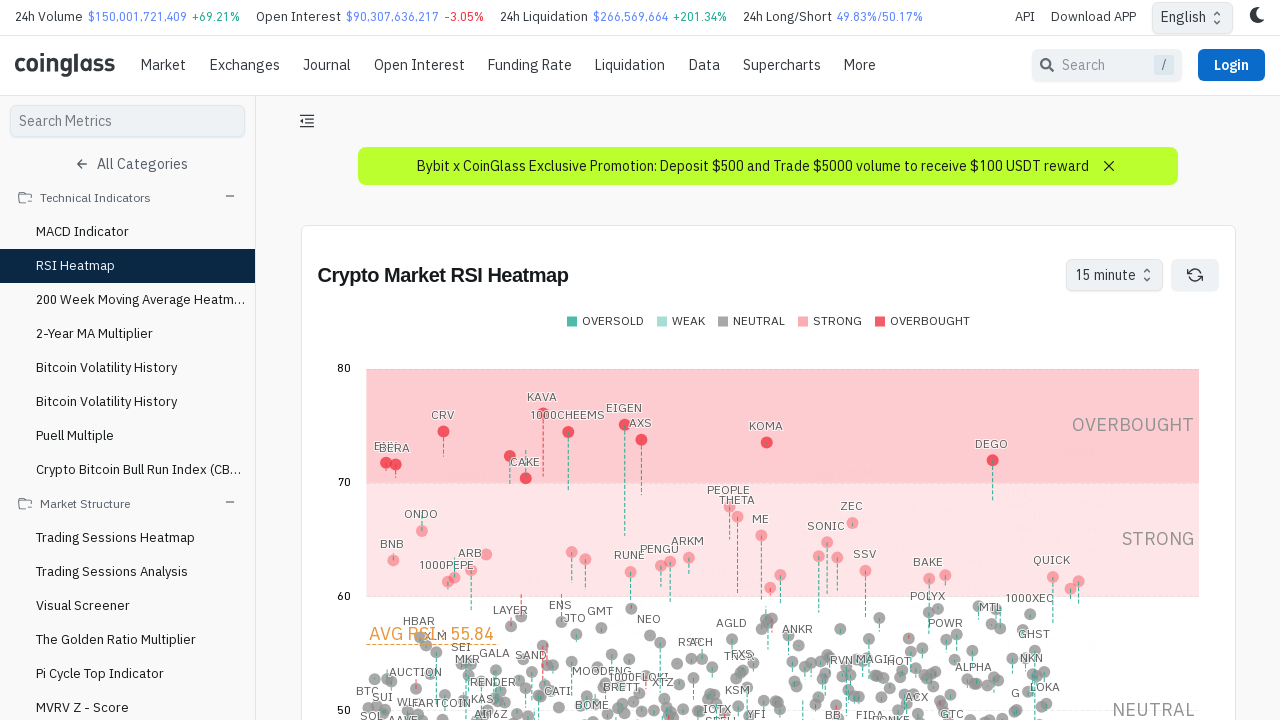 24h Volume $150,001,721,409 +69.21% 24h Open Interest $90,307,636,217 -3.05% 24h Liquidation $266,569,664 +201.34% 24h Long/Short 49.83%/50.17% API Download APP English
coinglass Market Exchanges Journal Open Interest Funding Rate Liquidation Data Supercharts More Search / Login
Search Metrics
All Categories
Technical Indicators
MACD Indicator
RSI Heatmap
200 Week Moving Average Heatm...
2-Year MA Multiplier
Bitcoin Volatility History
Bitcoin Volatility History
Puell Multiple
Crypto Bitcoin Bull Run Index (CB...
Market Structure
Trading Sessions Heatmap
Trading Sessions Analysis
Visual Screener
The Golden Ratio Multiplier
Pi Cycle Top Indicator
MVRV Z - Score
Bybit x CoinGlass Exclusive Promotion: Deposit $500 and Trade $5000 volume to receive $100 USDT reward
Crypto Market RSI Heatmap
15 minute
OVERSOLD WEAK NEUTRAL STRONG OVERBOUGHT
80
KAVA
CRV 1000CHEEMS EIGEN
AXS KOMA OVERBOUGHT
BERA CAKE DEGO
70
PEOPLE
THETA
ONDO ME SONIC ZEC
BNB ARB RUNE PENGU ARKM STRONG
1000PEPE SSV BAKE QUICK
60
POLYX 1000XEC
LAYER ENS GMT MTL
HBAR JTO NEO AGLD ANKR POWR
AVG RSI : 55.84 XLM GHST
SEI GALA SAND ACH
MKR RVN MAGIC HOT NKN
AUCTION RENDER MOODENG ALPHA
BTC CATI BRETT XTZ KSM LOKA
SUI KAS BOME ACX
SOL AI16Z IOTX YFI BB GTC
50 NEUTRAL